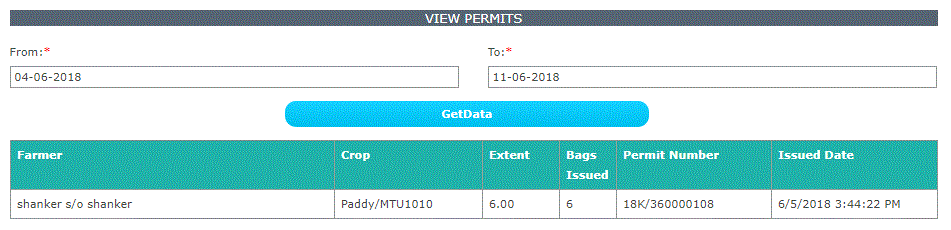 VIEW PERMITS
From:* To:*
04-06-2018 11-06-2018
GetData
Farmer Crop Extent Bags Issued Permit Number Issued Date
shanker s/o shanker Paddy/MTU1010 6.00 6 18K/360000108 6/5/2018 3:44:22 PM